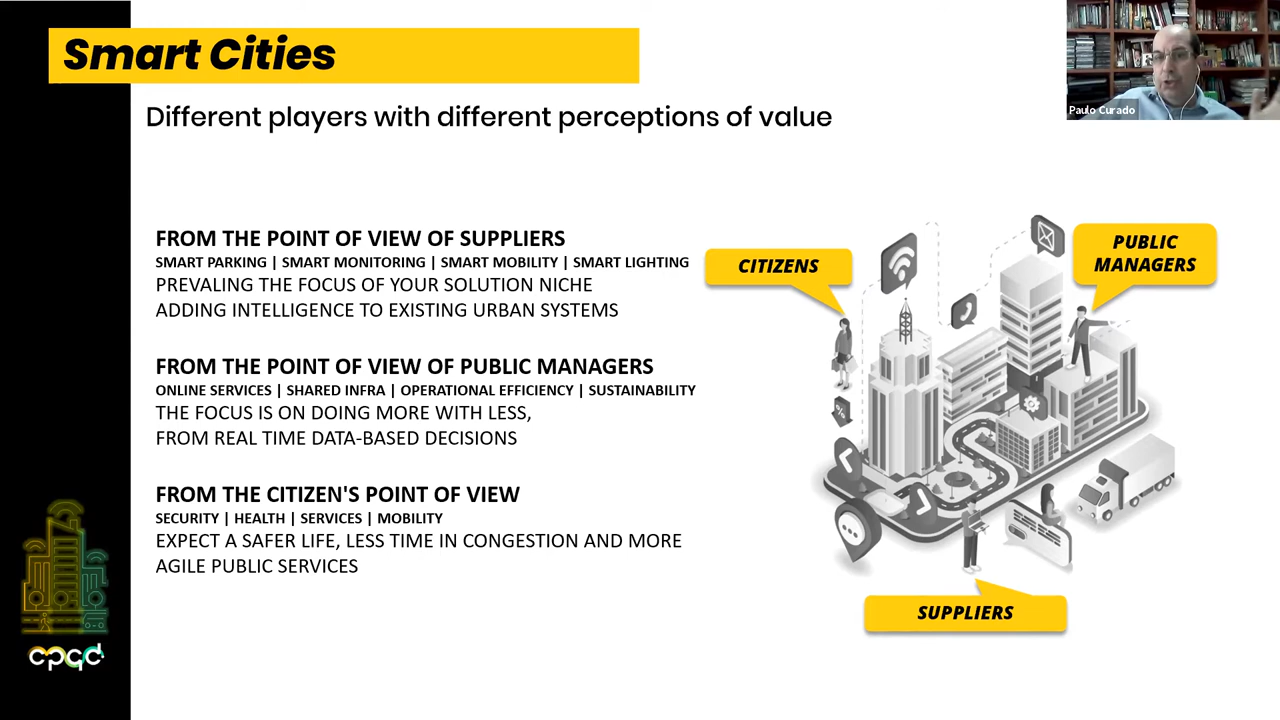 Smart Cities
Different players with different perceptions of value
Paulo Curado
FROM THE POINT OF VIEW OF SUPPLIERS
SMART PARKING | SMART MONITORING | SMART MOBILITY | SMART LIGHTING
PREVALING THE FOCUS OF YOUR SOLUTION NICHE
ADDING INTELLIGENCE TO EXISTING URBAN SYSTEMS
FROM THE POINT OF VIEW OF PUBLIC MANAGERS
ONLINE SERVICES | SHARED INFRA | OPERATIONAL EFFICIENCY | SUSTAINABILITY
THE FOCUS IS ON DOING MORE WITH LESS,
FROM REAL TIME DATA-BASED DECISIONS
FROM THE CITIZEN'S POINT OF VIEW
SECURITY | HEALTH | SERVICES | MOBILITY
EXPECT A SAFER LIFE, LESS TIME IN CONGESTION AND MORE
AGILE PUBLIC SERVICES
CITIZENS
PUBLIC
MANAGERS
%
SUPPLIERS
cpqd